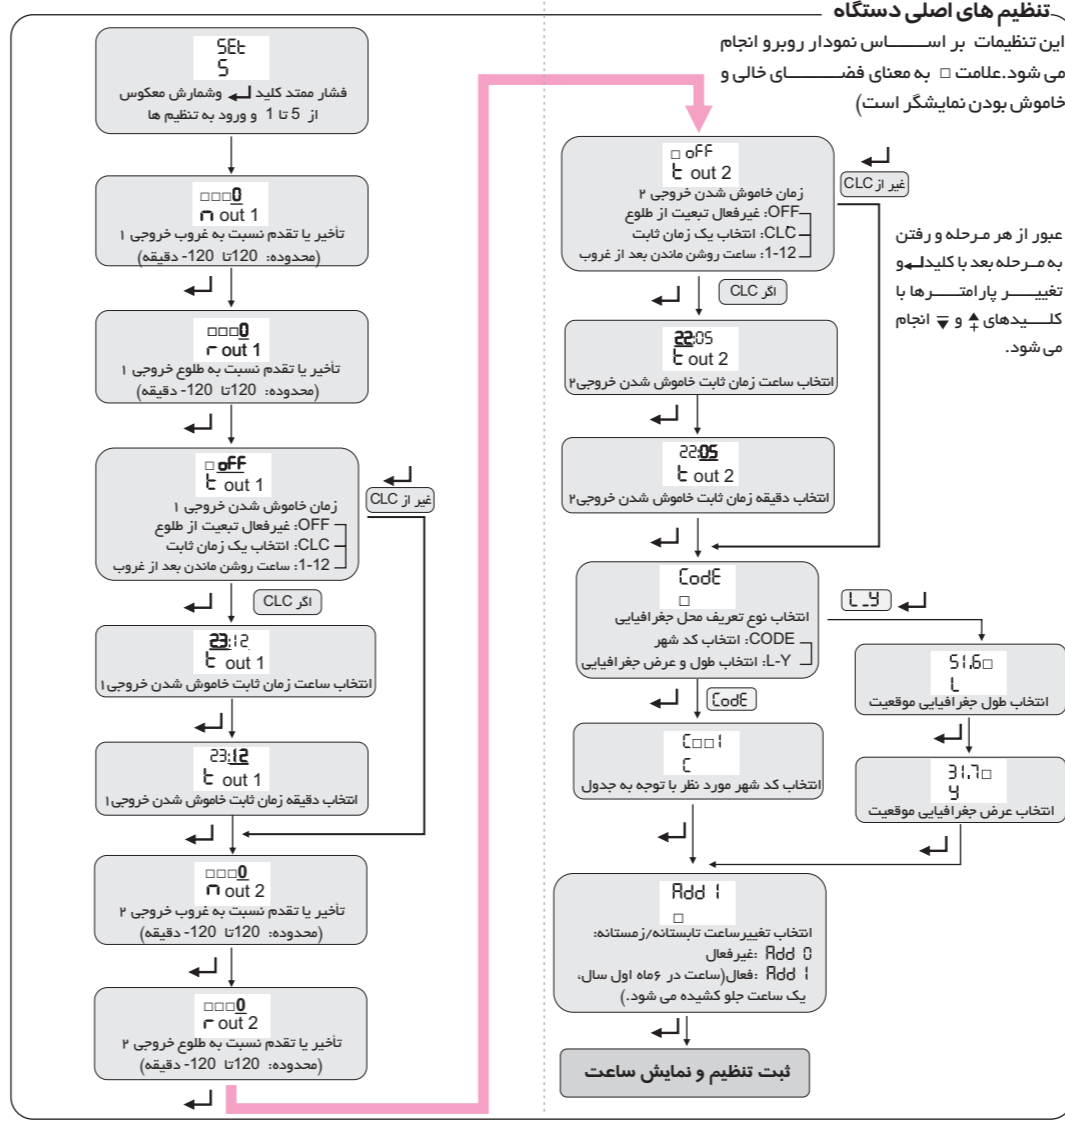 تنظیم های اصلی دستگاه
این تنظیمات بر اساس نمودار روبرو انجام
می شود.علامت □ به معنای فضای خالی و
خاموش بودن نمایشگر است)
عبور از هر مرحله و رفتن
به مرحله بعد با کلید↵و
تغییر پارامترها با
کلیدهای ▲+ و ▼− انجام
می شود.
SEt
5
فشار ممتد کلید ↵ وشمارش معکوس
از 5 تا 1 و ورود به تنظیم ها
□□□0
n out 1
تأخیر یا تقدم نسبت به غروب خروجی ۱
(محدوده: 120تا 120- دقیقه)
□□□0
r out 1
تأخیر یا تقدم نسبت به طلوع خروجی ۱
(محدوده: 120تا 120- دقیقه)
□ oFF
t out 1
زمان خاموش شدن خروجی ۱
OFF: غیرفعال تبعیت از طلوع
CLC: انتخاب یک زمان ثابت
1-12: ساعت روشن ماندن بعد از غروب
غیر از CLC
اگر CLC
23:12
t out 1
انتخاب ساعت زمان ثابت خاموش شدن خروجی۱
23:12
t out 1
انتخاب دقیقه زمان ثابت خاموش شدن خروجی۱
□□□0
n out 2
تأخیر یا تقدم نسبت به غروب خروجی ۲
(محدوده: 120تا 120- دقیقه)
□□□0
r out 2
تأخیر یا تقدم نسبت به طلوع خروجی ۲
(محدوده: 120تا 120- دقیقه)
□ oFF
t out 2
زمان خاموش شدن خروجی ۲
OFF: غیرفعال تبعیت از طلوع
CLC: انتخاب یک زمان ثابت
1-12: ساعت روشن ماندن بعد از غروب
غیر از CLC
اگر CLC
22:05
t out 2
انتخاب ساعت زمان ثابت خاموش شدن خروجی۲
22:05
t out 2
انتخاب دقیقه زمان ثابت خاموش شدن خروجی۲
CodE
□
انتخاب نوع تعریف محل جغرافیایی
CODE: انتخاب کد شهر
L-Y: انتخاب طول و عرض جغرافیایی
L_Y
51.6□
L
انتخاب طول جغرافیایی موقعیت
31.7□
y
انتخاب عرض جغرافیایی موقعیت
CodE
C□□1
C
انتخاب کد شهر مورد نظر با توجه به جدول
Add 1
□
انتخاب تغییرساعت تابستانه/زمستانه:
Add 0 :غیرفعال
Add 1 :فعال(ساعت در ۶ماه اول سال،
یک ساعت جلو کشیده می شود.)
ثبت تنظیم و نمایش ساعت